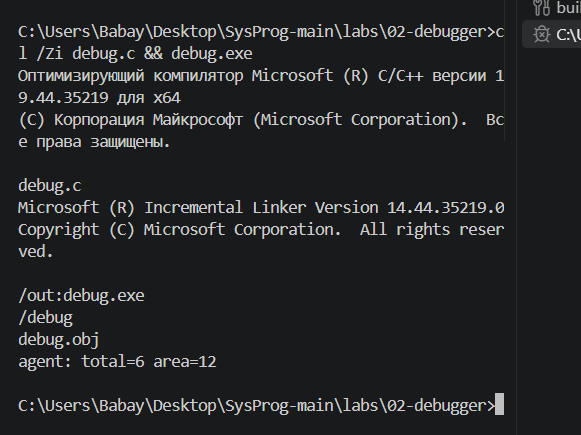 C:\Users\Babay\Desktop\SysProg-main\labs\02-debugger>c
l /Zi debug.c && debug.exe
Оптимизирующий компилятор Microsoft (R) C/C++ версии 1
9.44.35219 для x64
(C) Корпорация Майкрософт (Microsoft Corporation).  Вс
е права защищены.
debug.c
Microsoft (R) Incremental Linker Version 14.44.35219.0
Copyright (C) Microsoft Corporation.  All rights reser
ved.
/out:debug.exe
/debug
debug.obj
agent: total=6 area=12
C:\Users\Babay\Desktop\SysProg-main\labs\02-debugger>
buil
C:\U